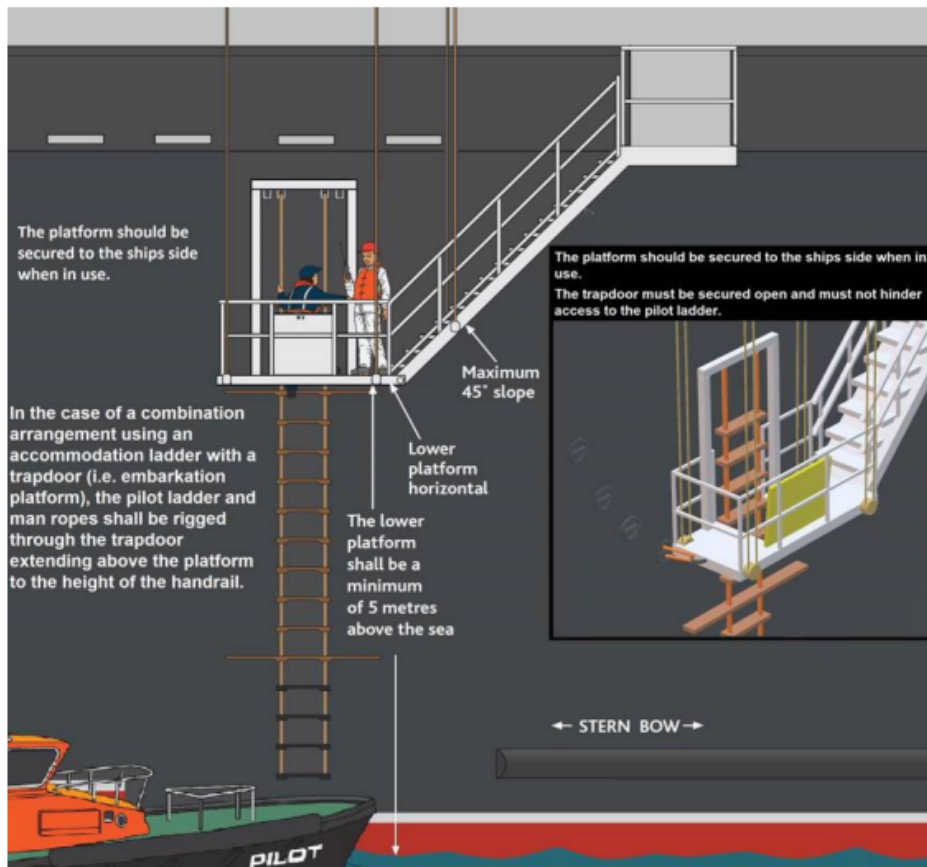 The platform should be
secured to the ships side
when in use.
The platform should be secured to the ships side when in
use.
The trapdoor must be secured open and must not hinder
access to the pilot ladder.
Maximum
45° slope
In the case of a combination
arrangement using an
accommodation ladder with a
trapdoor (i.e. embarkation
platform), the pilot ladder and
man ropes shall be rigged
through the trapdoor
extending above the platform
to the height of the handrail.
Lower
platform
horizontal
The lower
platform
shall be a
minimum
of 5 metres
above the sea
STERN BOW
PILOT